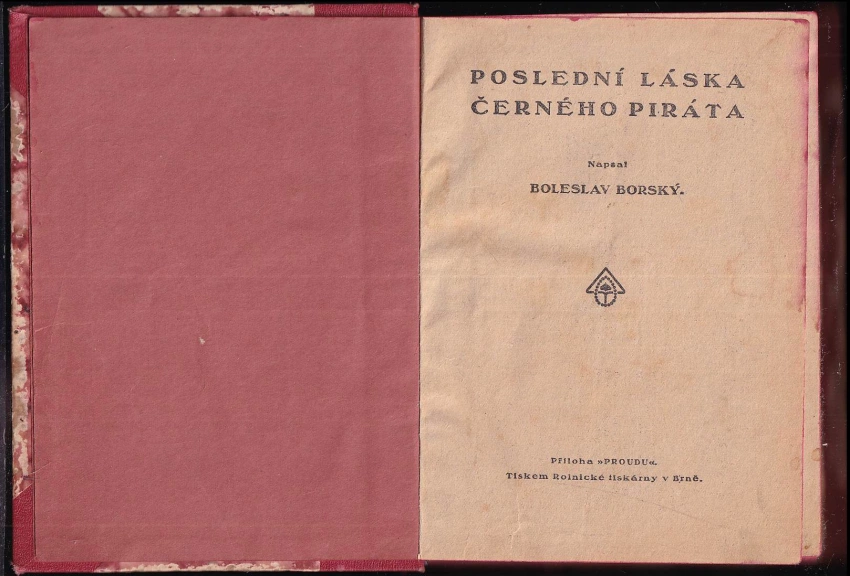 POSLEDNÍ LÁSKA
ČERNÉHO PIRÁTA
Napsal
BOLESLAV BORSKÝ.
Příloha »PROUDU«.
Tiskem Rolnické tiskárny v Brně.